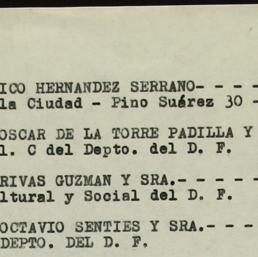 ICO HERNANDEZ SERRANO- - - -
la Ciudad - Pino Suárez 30 -
OSCAR DE LA TORRE PADILLA Y
l. C del Depto. del D. F.
RIVAS GUZMAN Y SRA.- - - -
ltural y Social del D. F.
OCTAVIO SENTIES Y SRA.- - -
DEPTO. DEL D. F.